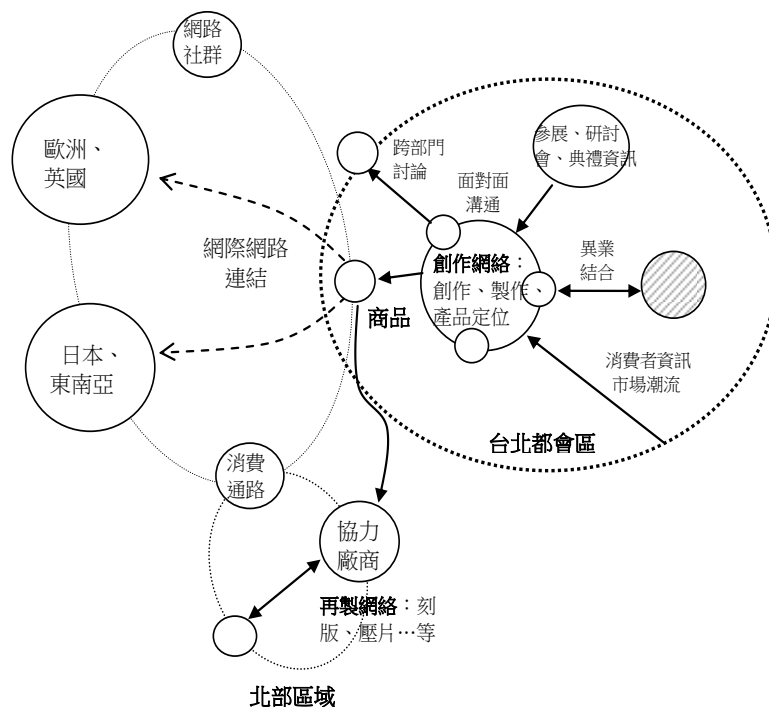 網路
社群
歐洲、
英國
參展、研討
會、典禮資訊
跨部門
討論
面對面
溝通
網際網路
連結
創作網絡：
創作、製作、
產品定位
異業
結合
商品
日本、
東南亞
消費者資訊
市場潮流
台北都會區
消費
通路
協力
廠商
再製網絡：刻
版、壓片…等
北部區域